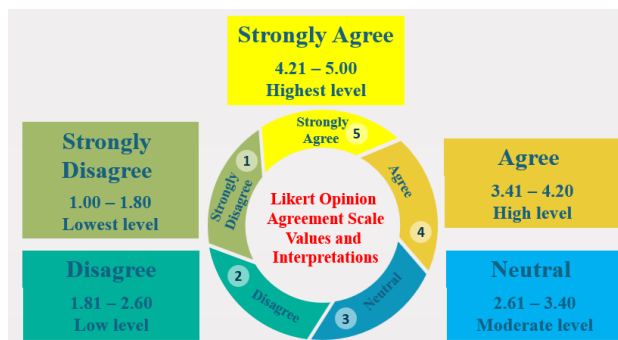 Strongly Agree
4.21 – 5.00
Highest level
Strongly
Disagree
1.00 – 1.80
Lowest level
Agree
3.41 – 4.20
High level
Disagree
1.81 – 2.60
Low level
Neutral
2.61 – 3.40
Moderate level
Strongly
Agree
5
Agree
4
Neutral
3
Disagree
2
Strongly
Disagree
1
Likert Opinion
Agreement Scale
Values and
Interpretations